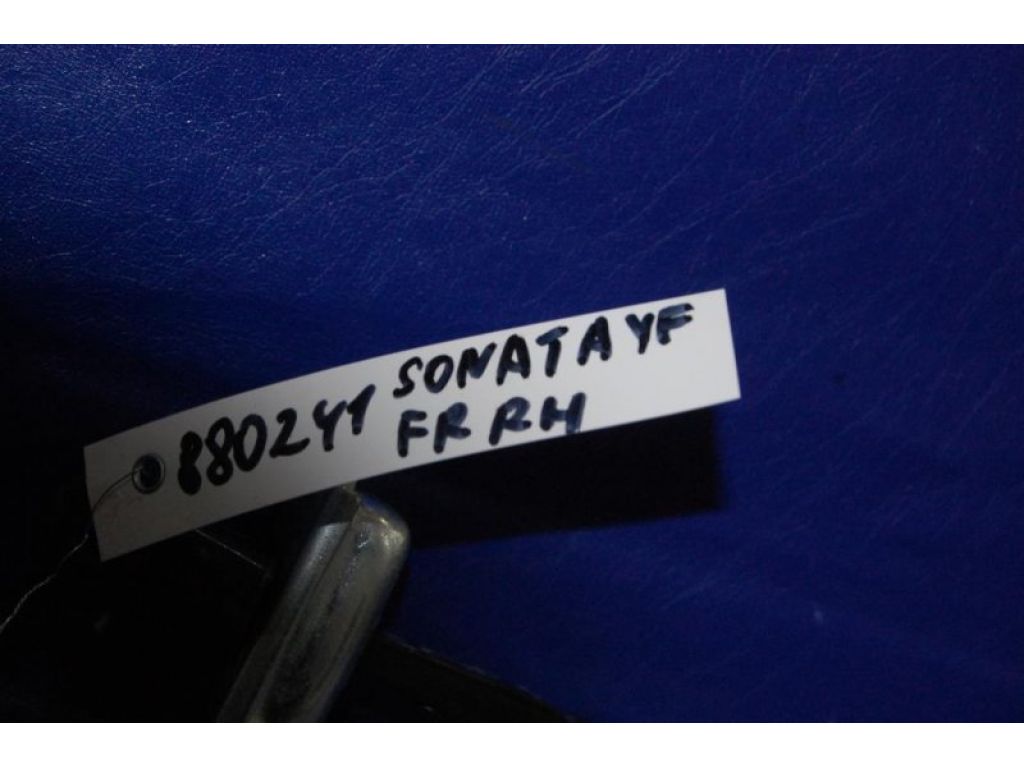 880241 SONATA YF
FR RH